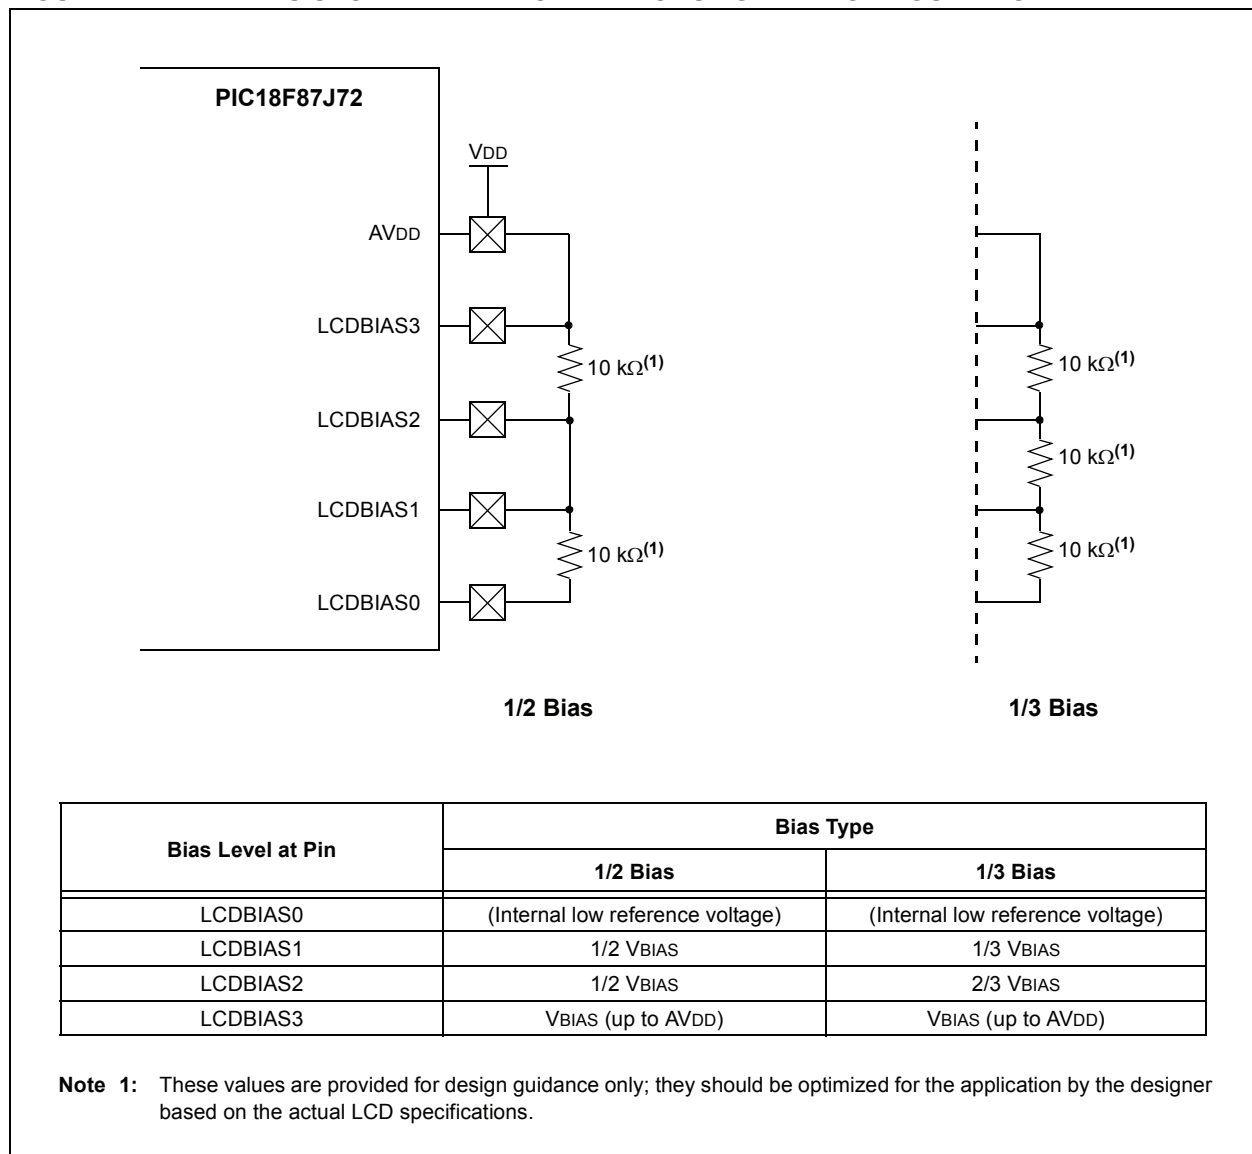 PIC18F87J72
VDD
AVDD
LCDBIAS3
10 kΩ(1)
10 kΩ(1)
LCDBIAS2
10 kΩ(1)
LCDBIAS1
10 kΩ(1)
10 kΩ(1)
LCDBIAS0
1/2 Bias
1/3 Bias
Bias Level at Pin
Bias Type
1/2 Bias
1/3 Bias
LCDBIAS0 (Internal low reference voltage) (Internal low reference voltage)
LCDBIAS1 1/2 VBIAS 1/3 VBIAS
LCDBIAS2 1/2 VBIAS 2/3 VBIAS
LCDBIAS3 VBIAS (up to AVDD) VBIAS (up to AVDD)
Note 1: These values are provided for design guidance only; they should be optimized for the application by the designer
based on the actual LCD specifications.